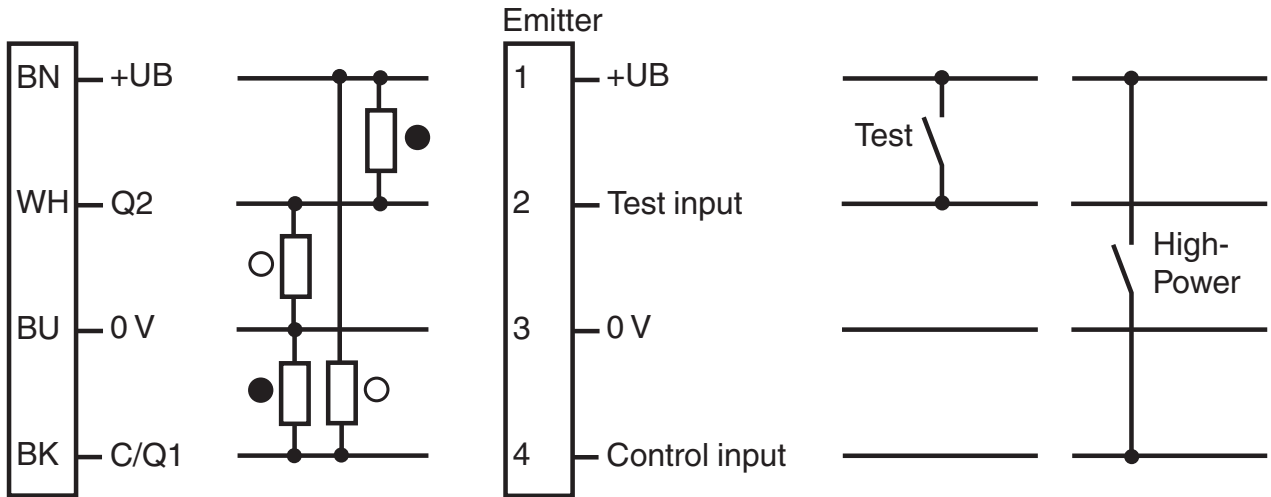 Emitter
BN +UB
WH Q2
BU 0 V
BK C/Q1
1 +UB
2 Test input
3 0 V
4 Control input
Test
High-
Power